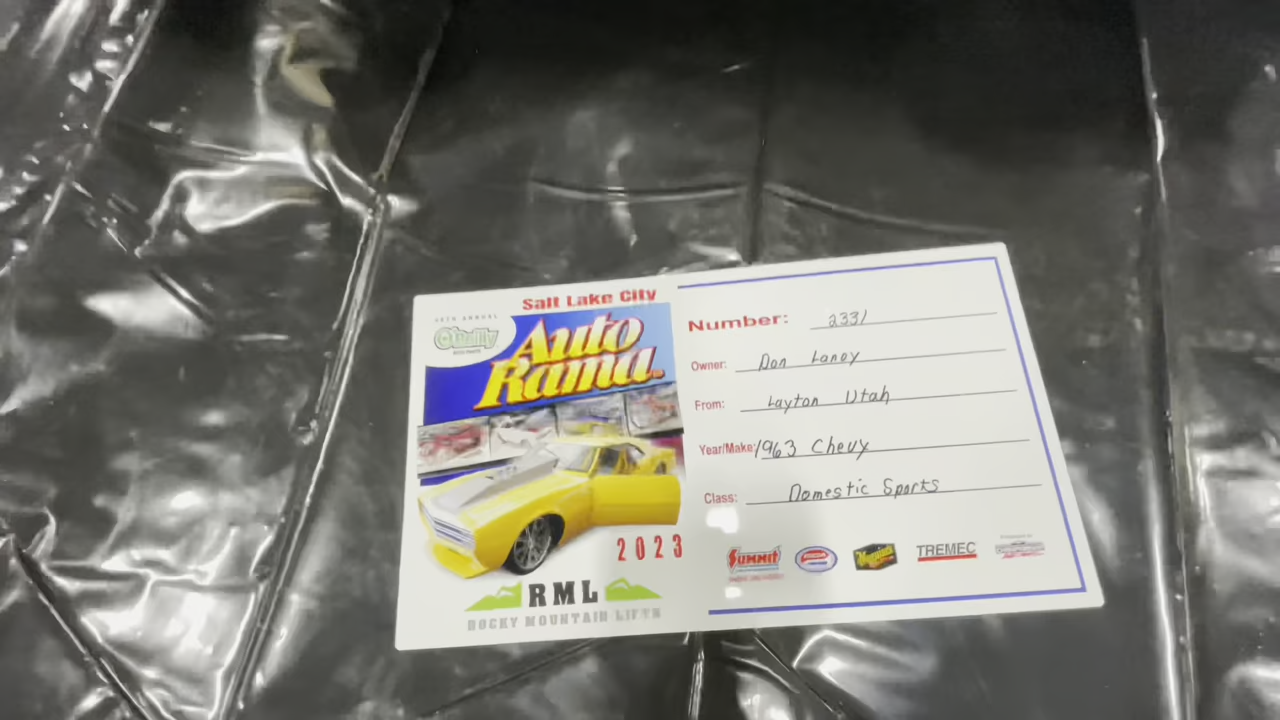 Salt Lake City
O'Reilly
Auto
Rama
2023
RML
ROCKY MOUNTAIN LIFTS
Number: 2331
Owner: Don Laney
From: Layton Utah
Year/Make: 1963 Chevy
Class: Domestic Sports
SUMMIT
Meguiar's
TREMEC